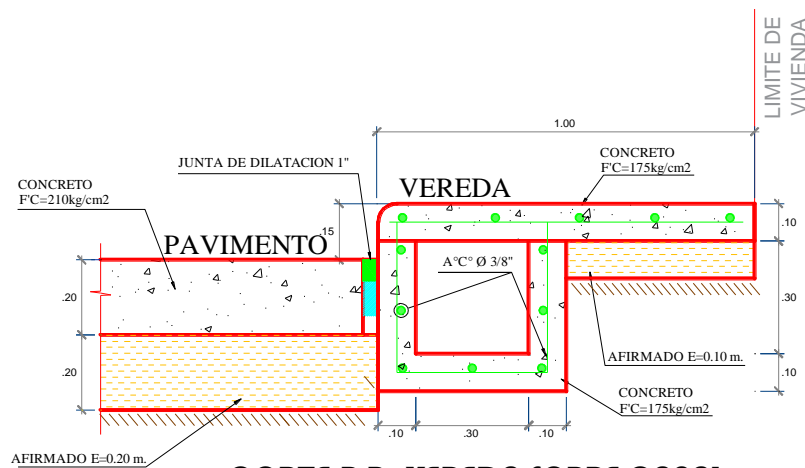 LIMITE DE
VIVIENDA
1.00
JUNTA DE DILATACION 1"
CONCRETO
F'C=175kg/cm2
CONCRETO
F'C=210kg/cm2
VEREDA
.15
.10
PAVIMENTO
A°C° Ø 3/8"
.20
.30
AFIRMADO E=0.10 m.
.20
.10
CONCRETO
F'C=175kg/cm2
.10
.30
.10
AFIRMADO E=0.20 m.